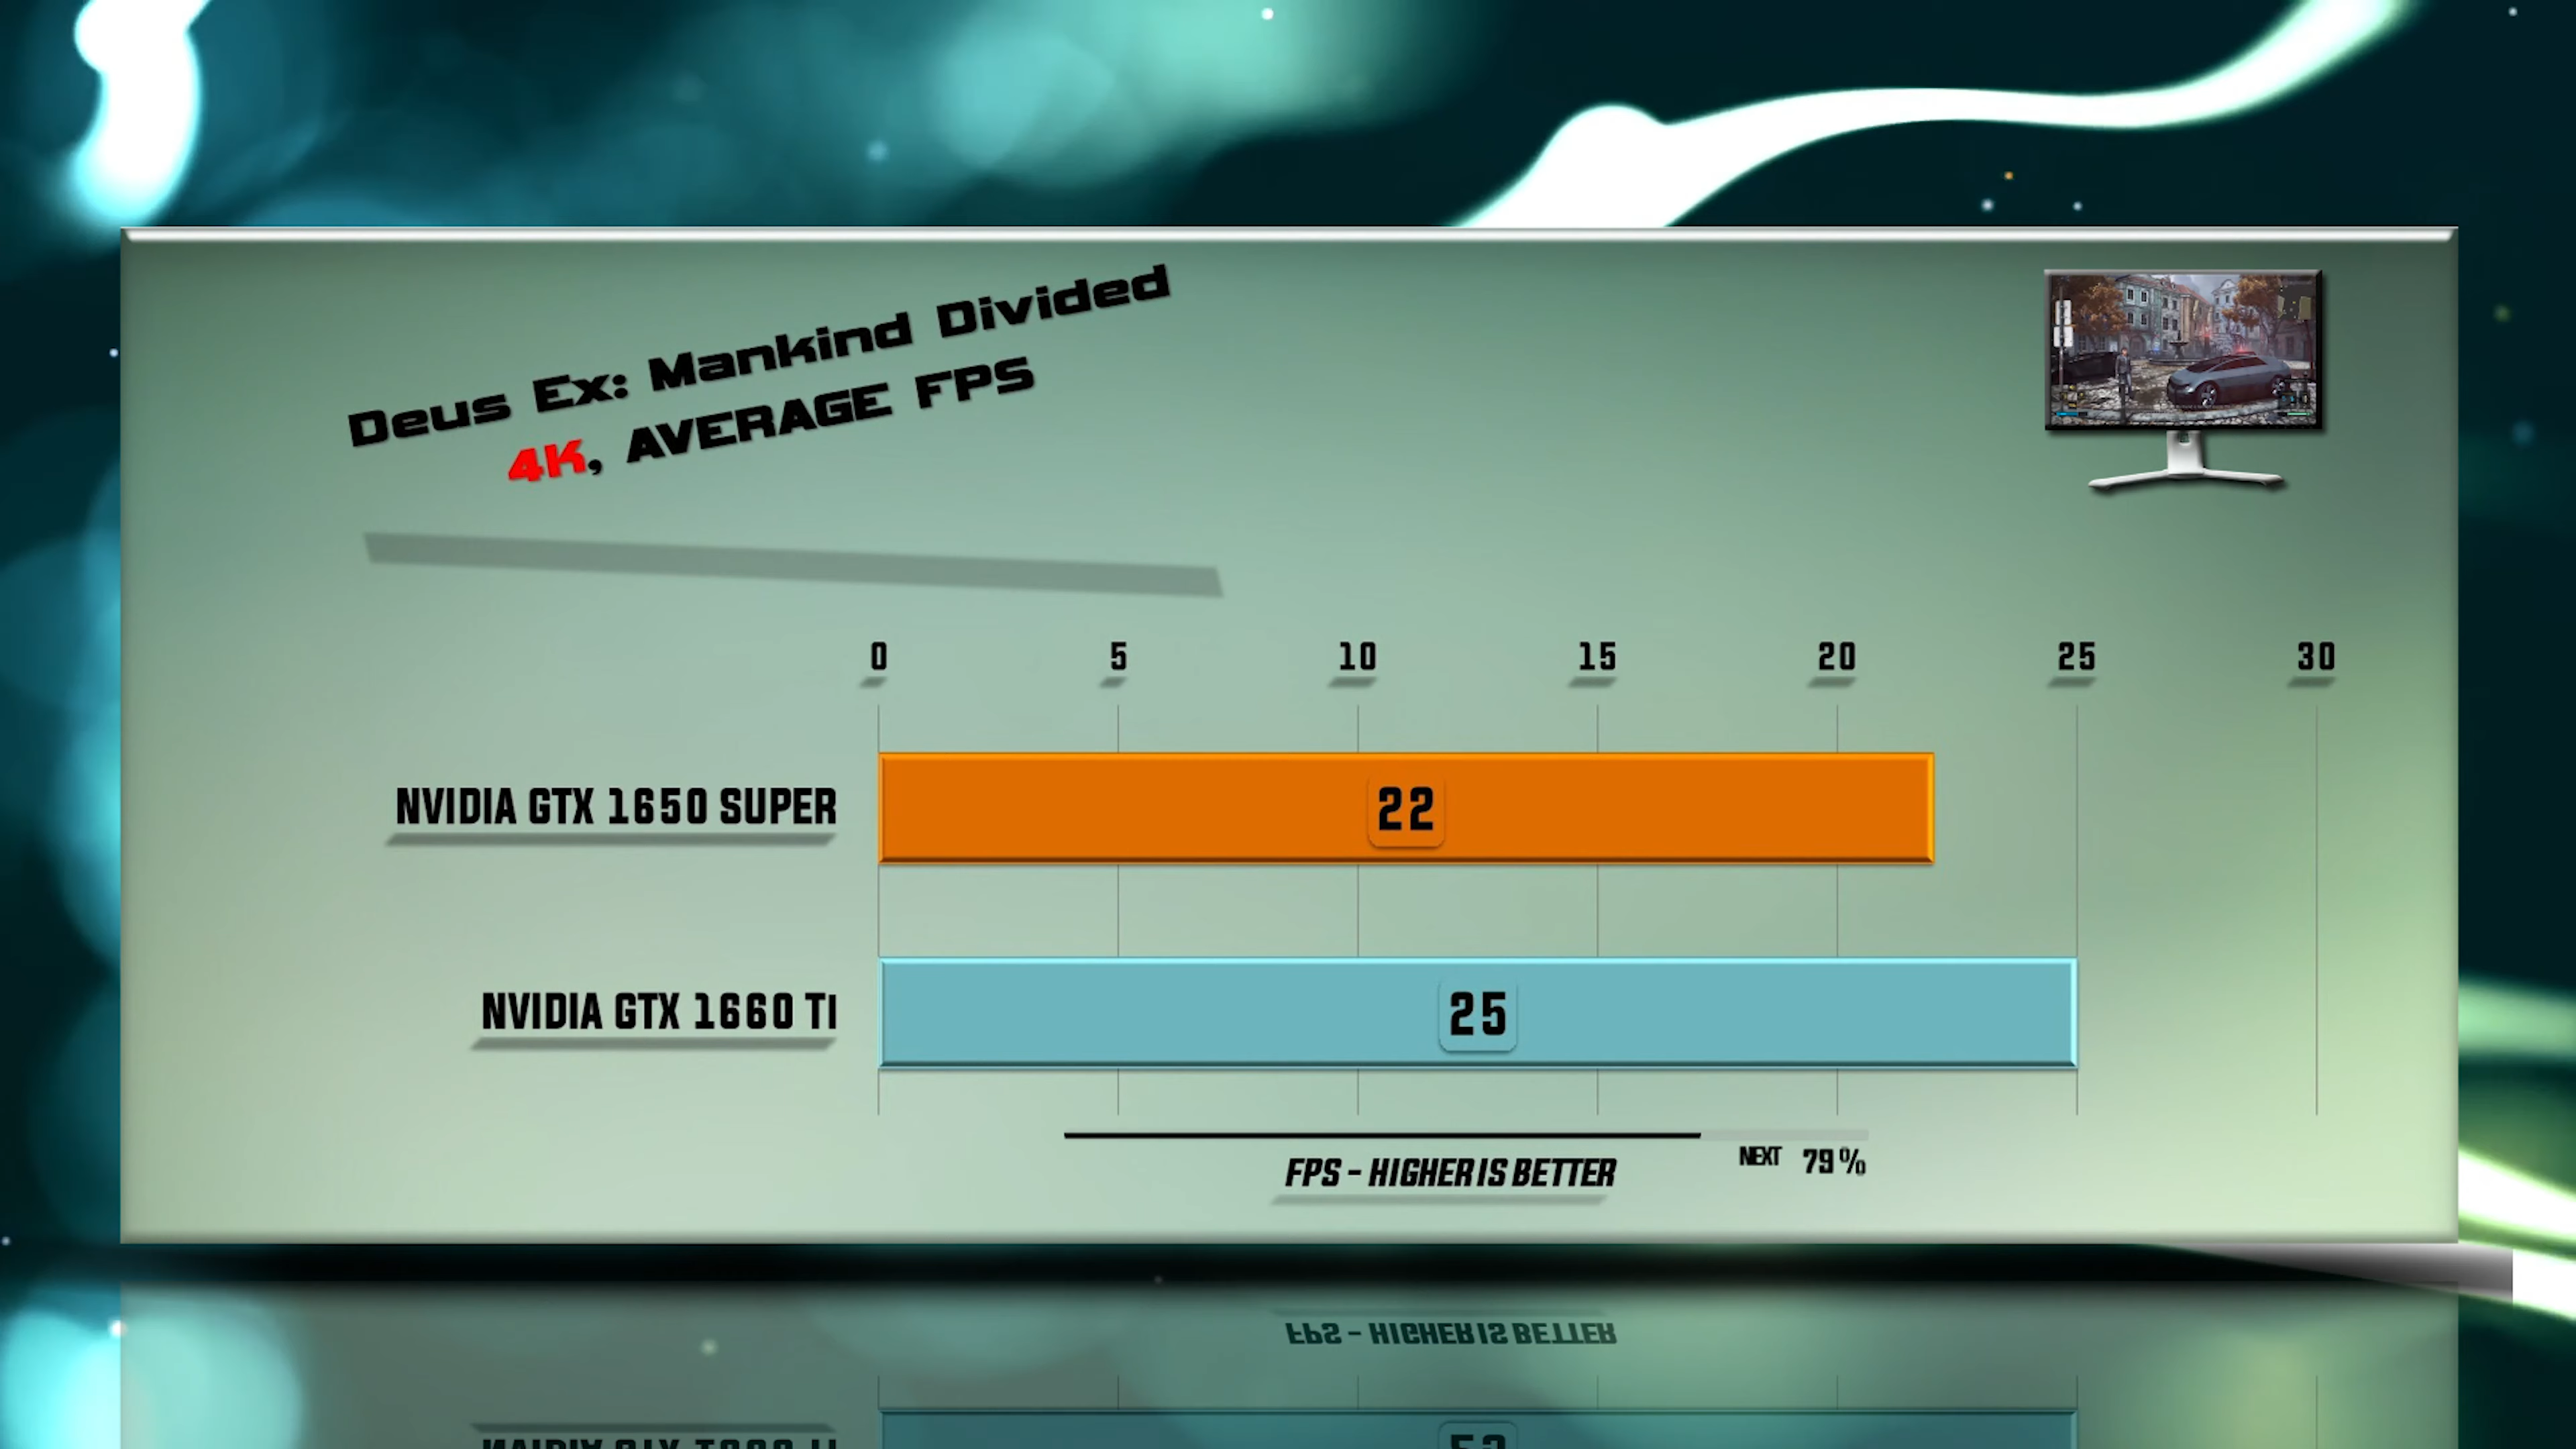 Deus Ex: Mankind Divided
4K, AVERAGE FPS
0 5 10 15 20 25 30
NVIDIA GTX 1650 SUPER 22
NVIDIA GTX 1660 TI 25
FPS - HIGHER IS BETTER
NEXT 79%